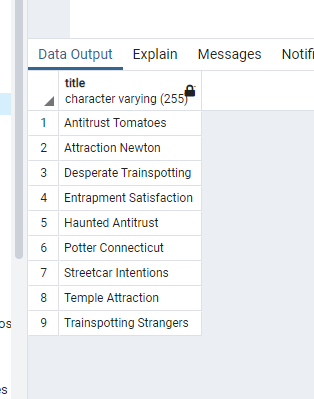 Data Output Explain Messages Notifi
title
character varying (255)
1 Antitrust Tomatoes
2 Attraction Newton
3 Desperate Trainspotting
4 Entrapment Satisfaction
5 Haunted Antitrust
6 Potter Connecticut
7 Streetcar Intentions
8 Temple Attraction
9 Trainspotting Strangers
os
es